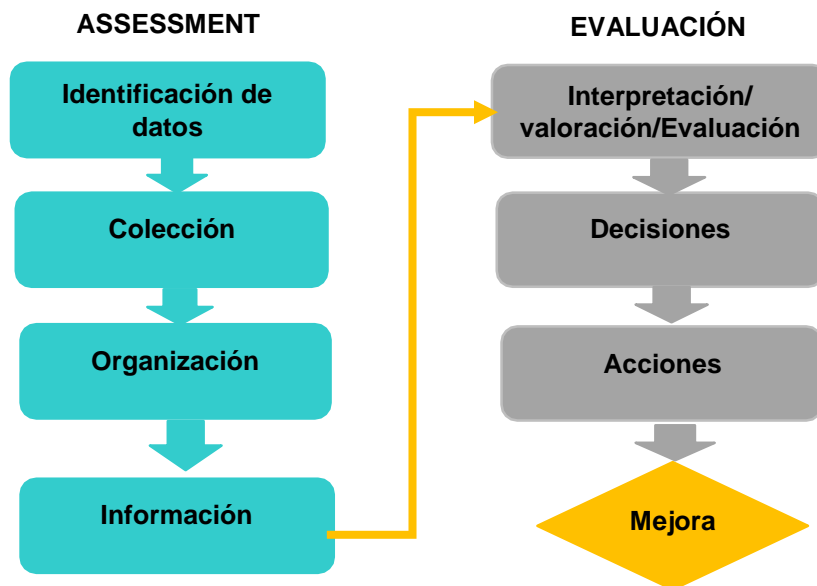 ASSESSMENT
Identificación de
datos
Colección
Organización
Información
EVALUACIÓN
Interpretación/
valoración/Evaluación
Decisiones
Acciones
Mejora